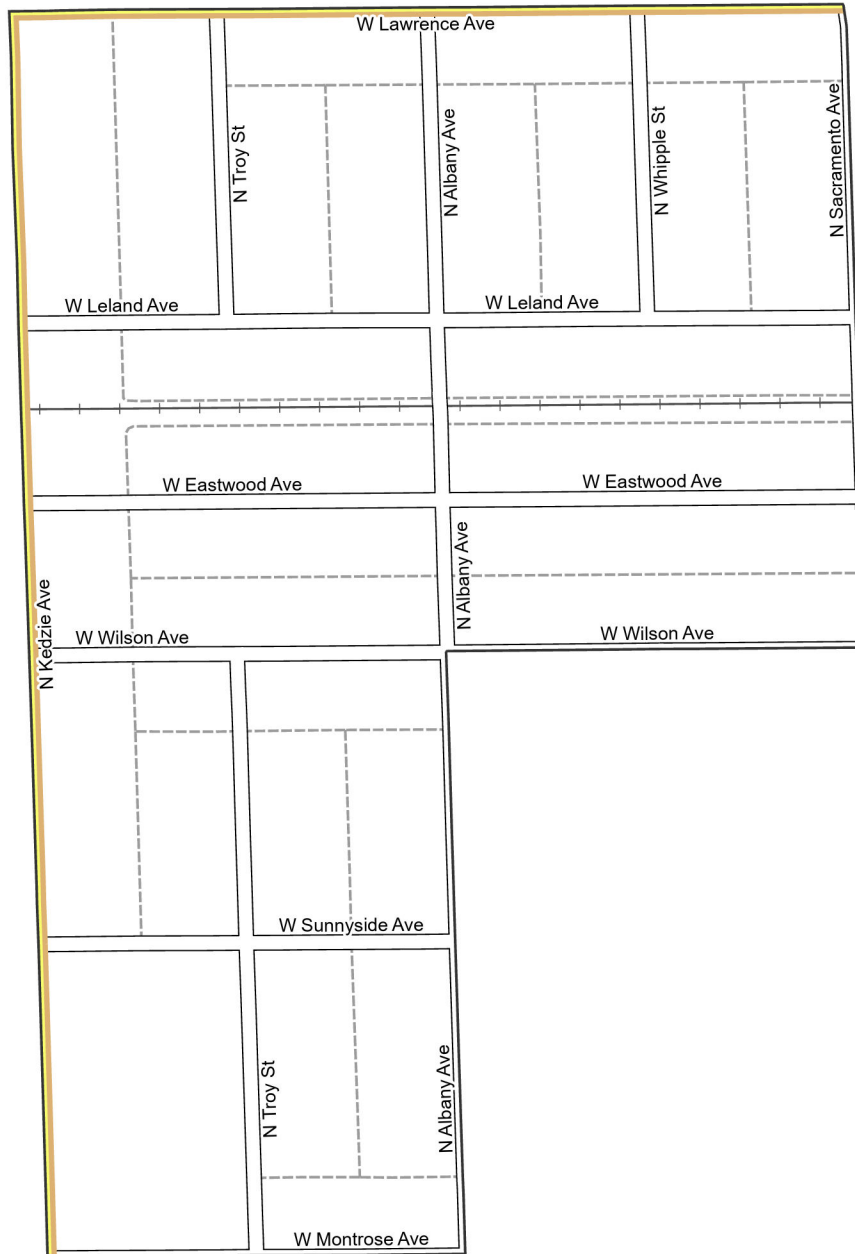 W Lawrence Ave
N Troy St
N Albany Ave
N Whipple St
N Sacramento Ave
W Leland Ave
W Leland Ave
W Eastwood Ave
W Eastwood Ave
N Albany Ave
N Kedzie Ave
W Wilson Ave
W Wilson Ave
W Sunnyside Ave
N Troy St
N Albany Ave
W Montrose Ave